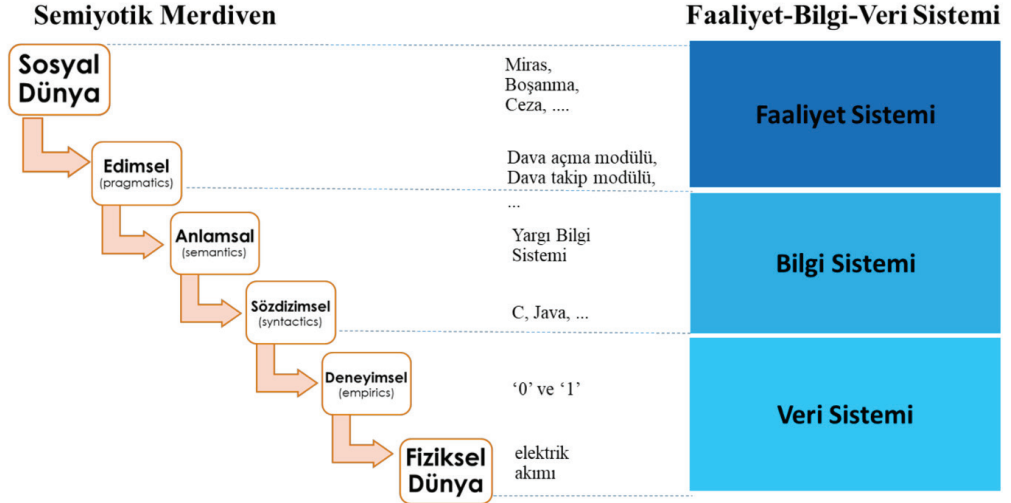 Semiyotik Merdiven
Faaliyet-Bilgi-Veri Sistemi
Sosyal
Dünya
Miras,
Boşanma,
Ceza, ....
Faaliyet Sistemi
Edimsel
(pragmatics)
Dava açma modülü,
Dava takip modülü,
...
Anlamsal
(semantics)
Yargı Bilgi
Sistemi
Bilgi Sistemi
Sözdizimsel
(syntactics)
C, Java, ...
Deneyimsel
(empirics)
‘0’ ve ‘1’
Veri Sistemi
Fiziksel
Dünya
elektrik
akımı